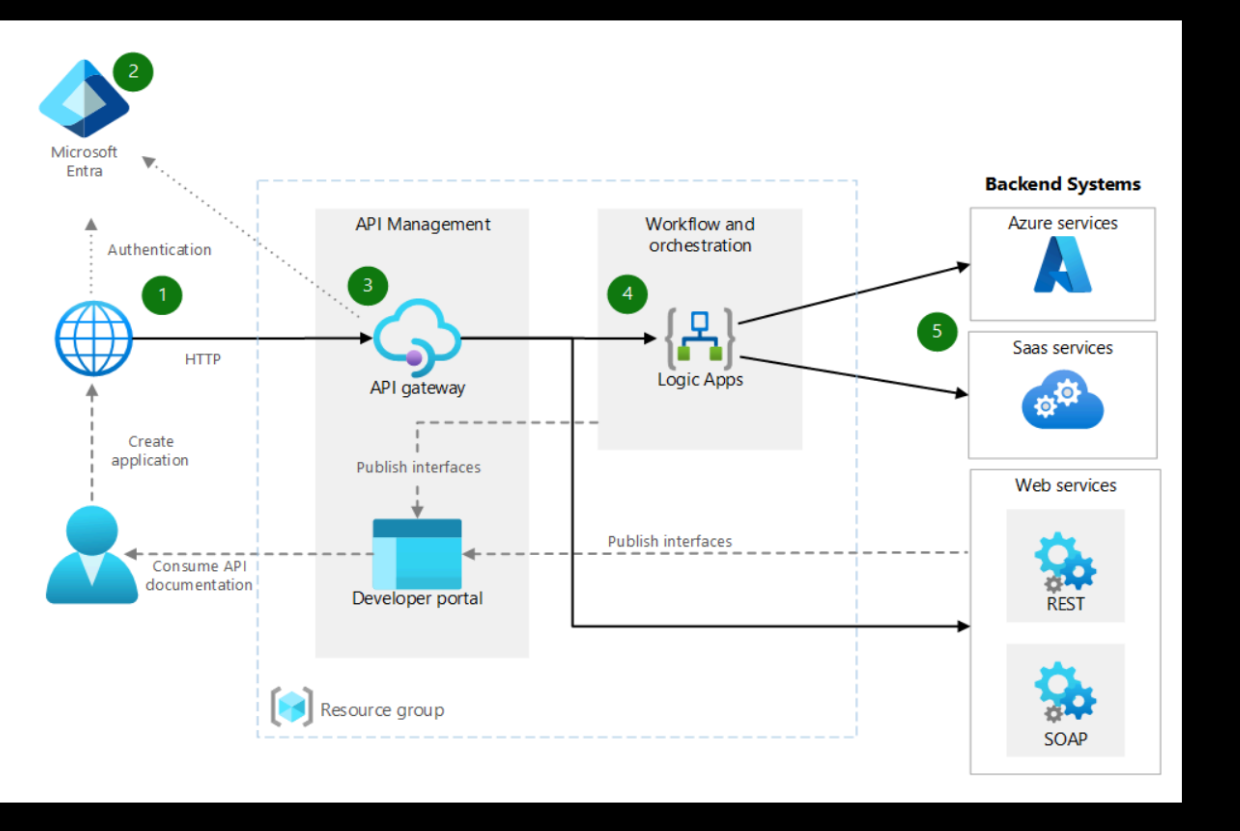 2
Microsoft
Entra
Authentication
1
HTTP
Create
application
Consume API
documentation
API Management
3
API gateway
Publish interfaces
Developer portal
Resource group
Workflow and
orchestration
4
Logic Apps
Publish interfaces
Backend Systems
Azure services
5
Saas services
Web services
REST
SOAP